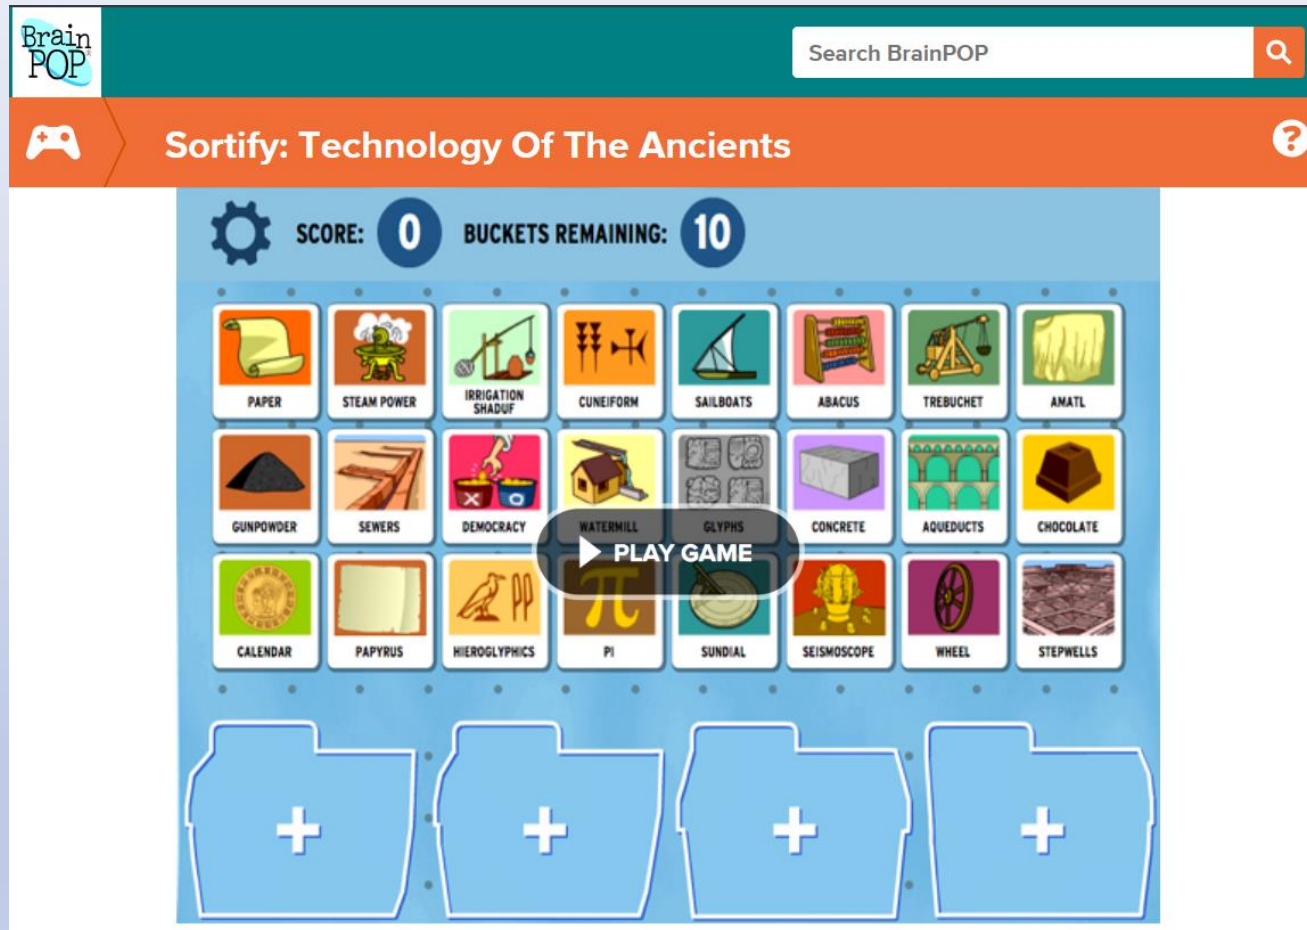 Brain
POP
Search BrainPOP
Sortify: Technology Of The Ancients
?
SCORE: 0 BUCKETS REMAINING: 10
PAPER STEAM POWER IRRIGATION SHADUF CUNEIFORM SAILBOATS ABACUS TREBUCHET AMATL
X O
GUNPOWDER SEWERS DEMOCRACY WATERMILL GLYPHS CONCRETE AQUEDUCTS CHOCOLATE
PLAY GAME
π
CALENDAR PAPYRUS HIEROGLYPHICS PI SUNDIAL SEISMOSCOPE WHEEL STEPWELLS
+ + + +